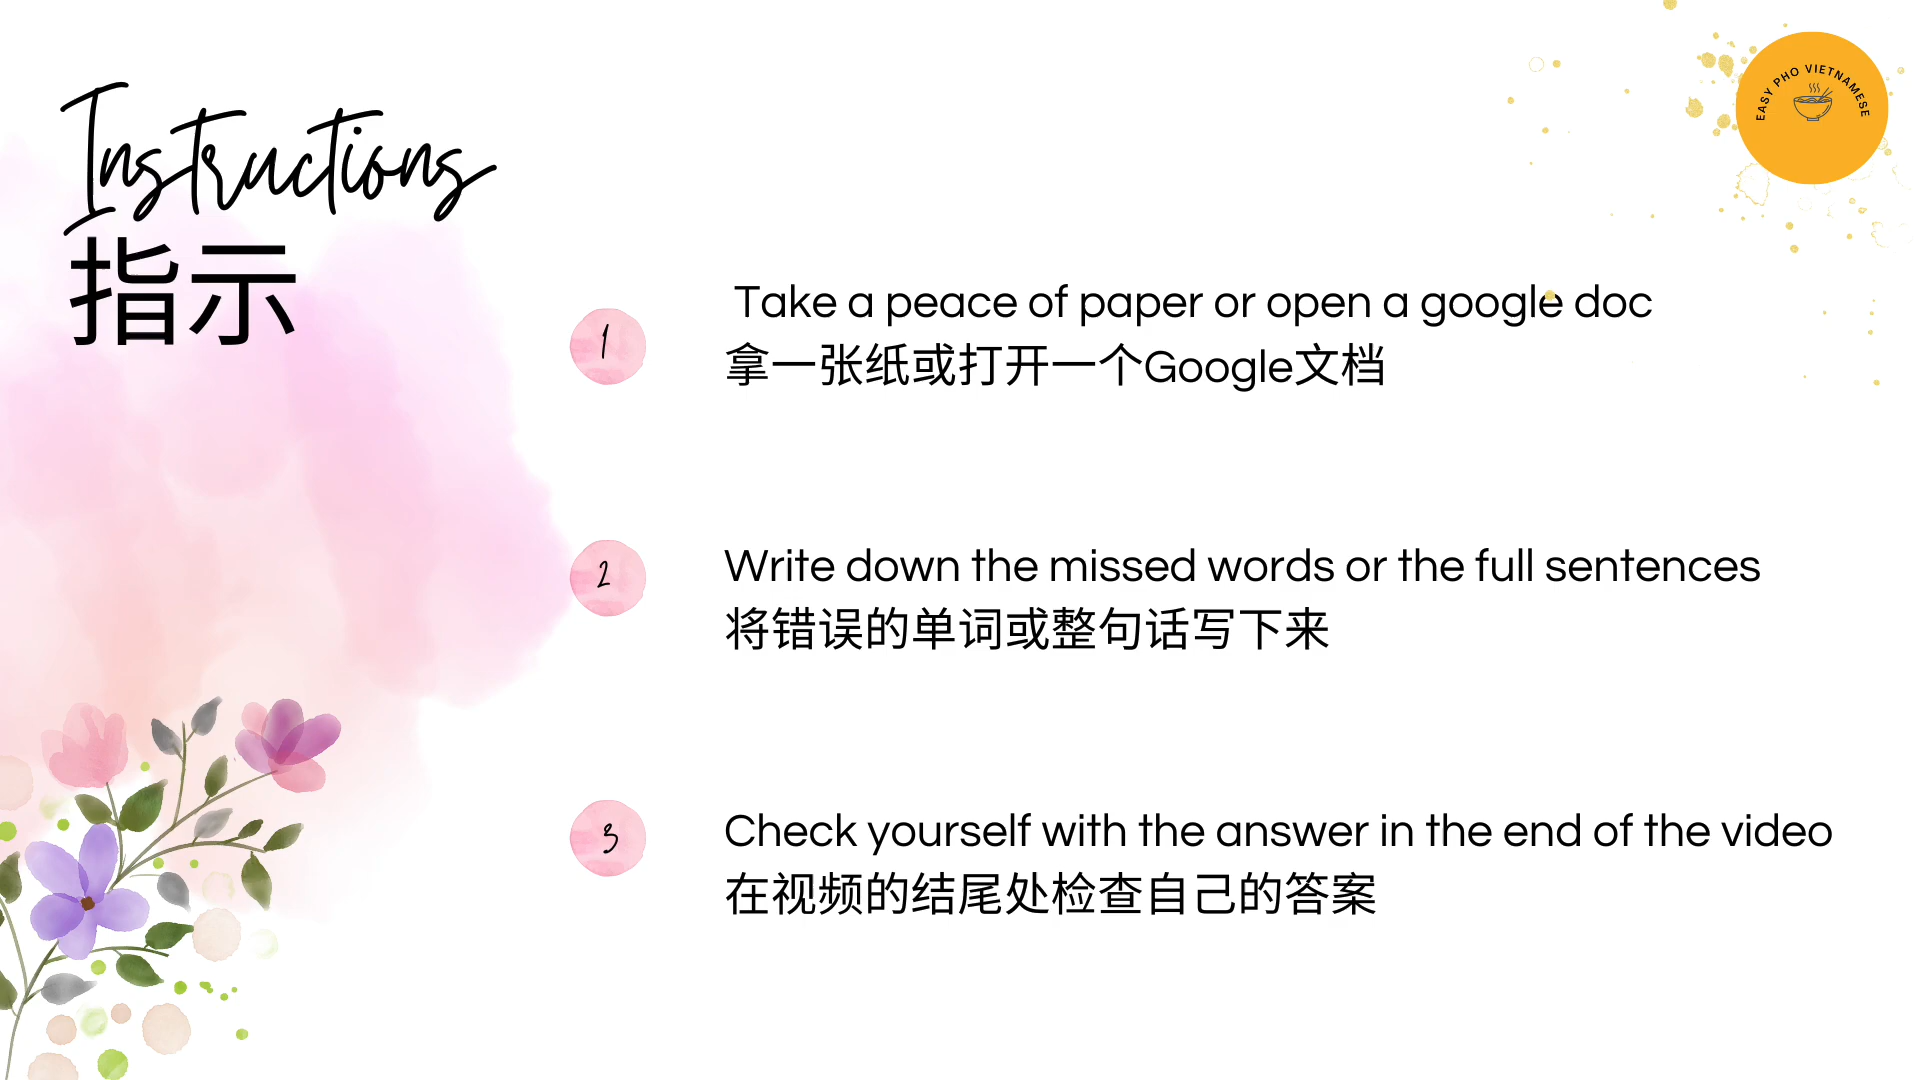 Instructions
指示
EASY PHO VIETNAMESE
1
Take a peace of paper or open a google doc
拿一张纸或打开一个Google文档
2
Write down the missed words or the full sentences
将错误的单词或整句话写下来
3
Check yourself with the answer in the end of the video
在视频的结尾处检查自己的答案